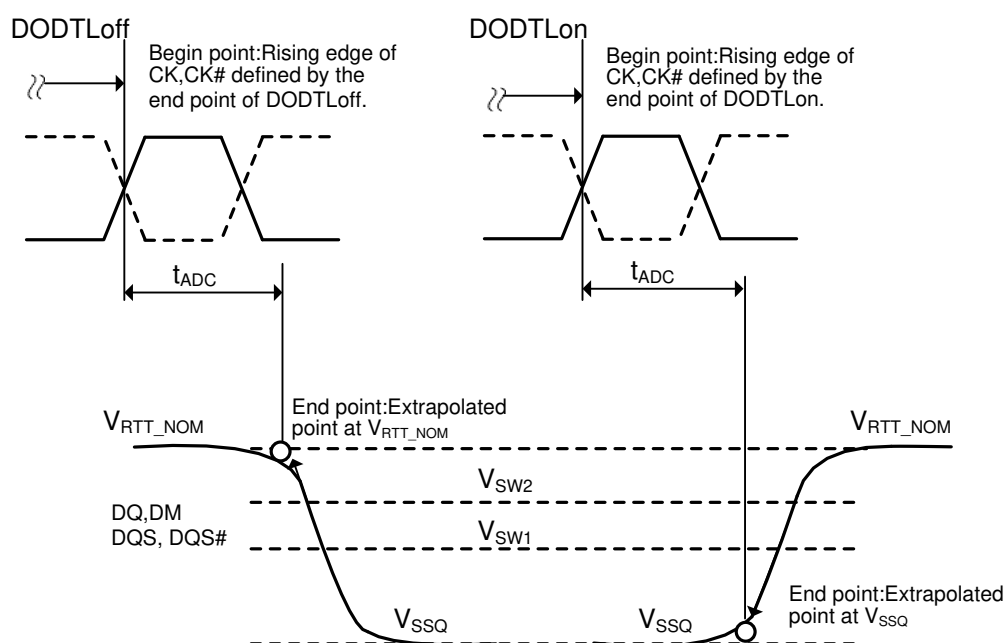 DODTLoff
Begin point:Rising edge of
CK,CK# defined by the
end point of DODTLoff.
DODTLon
Begin point:Rising edge of
CK,CK# defined by the
end point of DODTLon.
tADC
tADC
VRTT_NOM
End point:Extrapolated
point at VRTT_NOM
VRTT_NOM
VSW2
DQ,DM
DQS, DQS#
VSW1
VSSQ
VSSQ
End point:Extrapolated
point at VSSQ